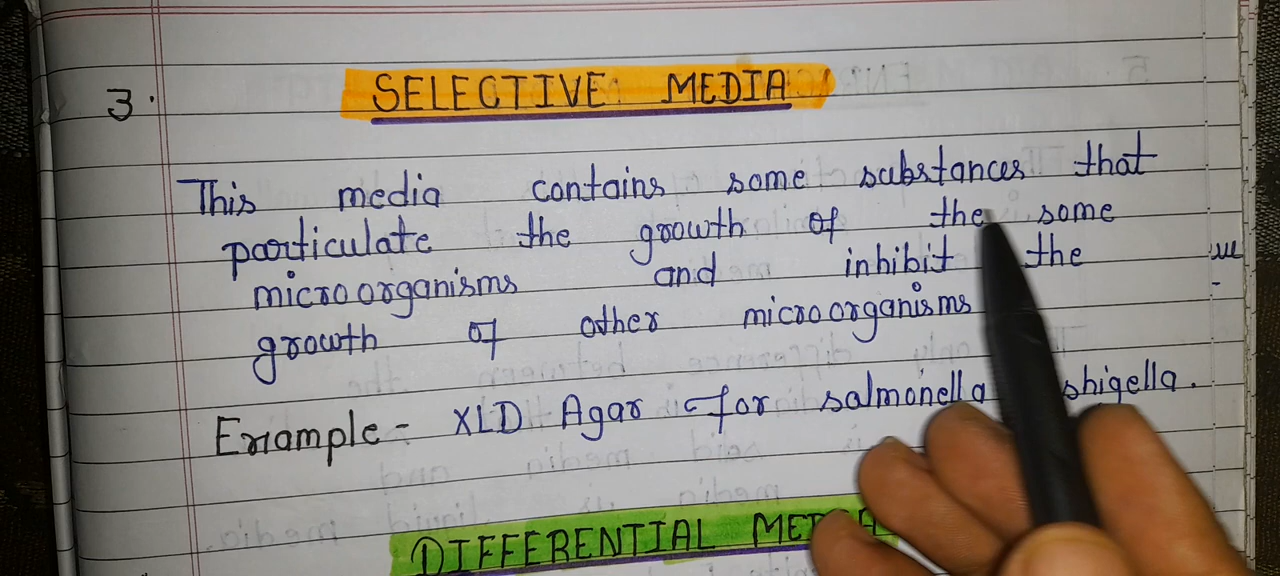 3. SELECTIVE MEDIA
This media contains some substances that
particulate the growth of the some
microorganisms and inhibit the
growth of other microorganisms
Example - XLD Agar for salmonella shigella.
DIFFERENTIAL